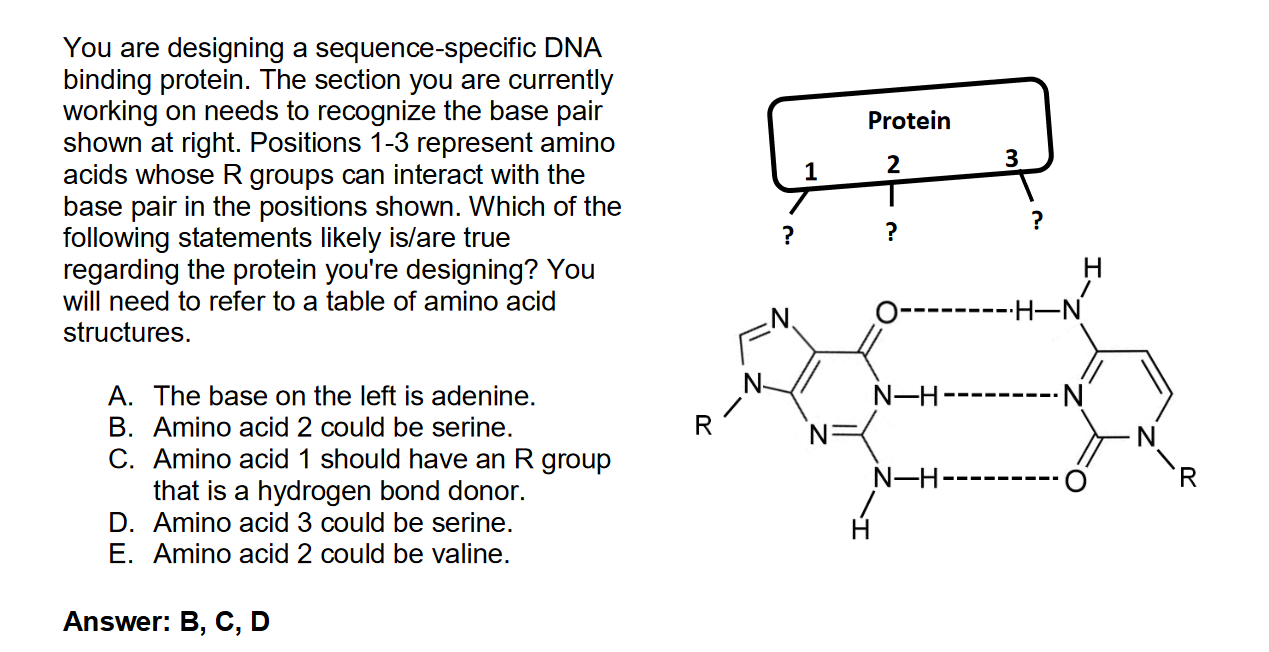 You are designing a sequence-specific DNA
binding protein. The section you are currently
working on needs to recognize the base pair
shown at right. Positions 1-3 represent amino
acids whose R groups can interact with the
base pair in the positions shown. Which of the
following statements likely is/are true
regarding the protein you're designing? You
will need to refer to a table of amino acid
structures.
A. The base on the left is adenine.
B. Amino acid 2 could be serine.
C. Amino acid 1 should have an R group
that is a hydrogen bond donor.
D. Amino acid 3 could be serine.
E. Amino acid 2 could be valine.
Answer: B, C, D
Protein
1 2 3
? ? ?
H
N O H–N
N N–H N
R N N
N–H O R
H